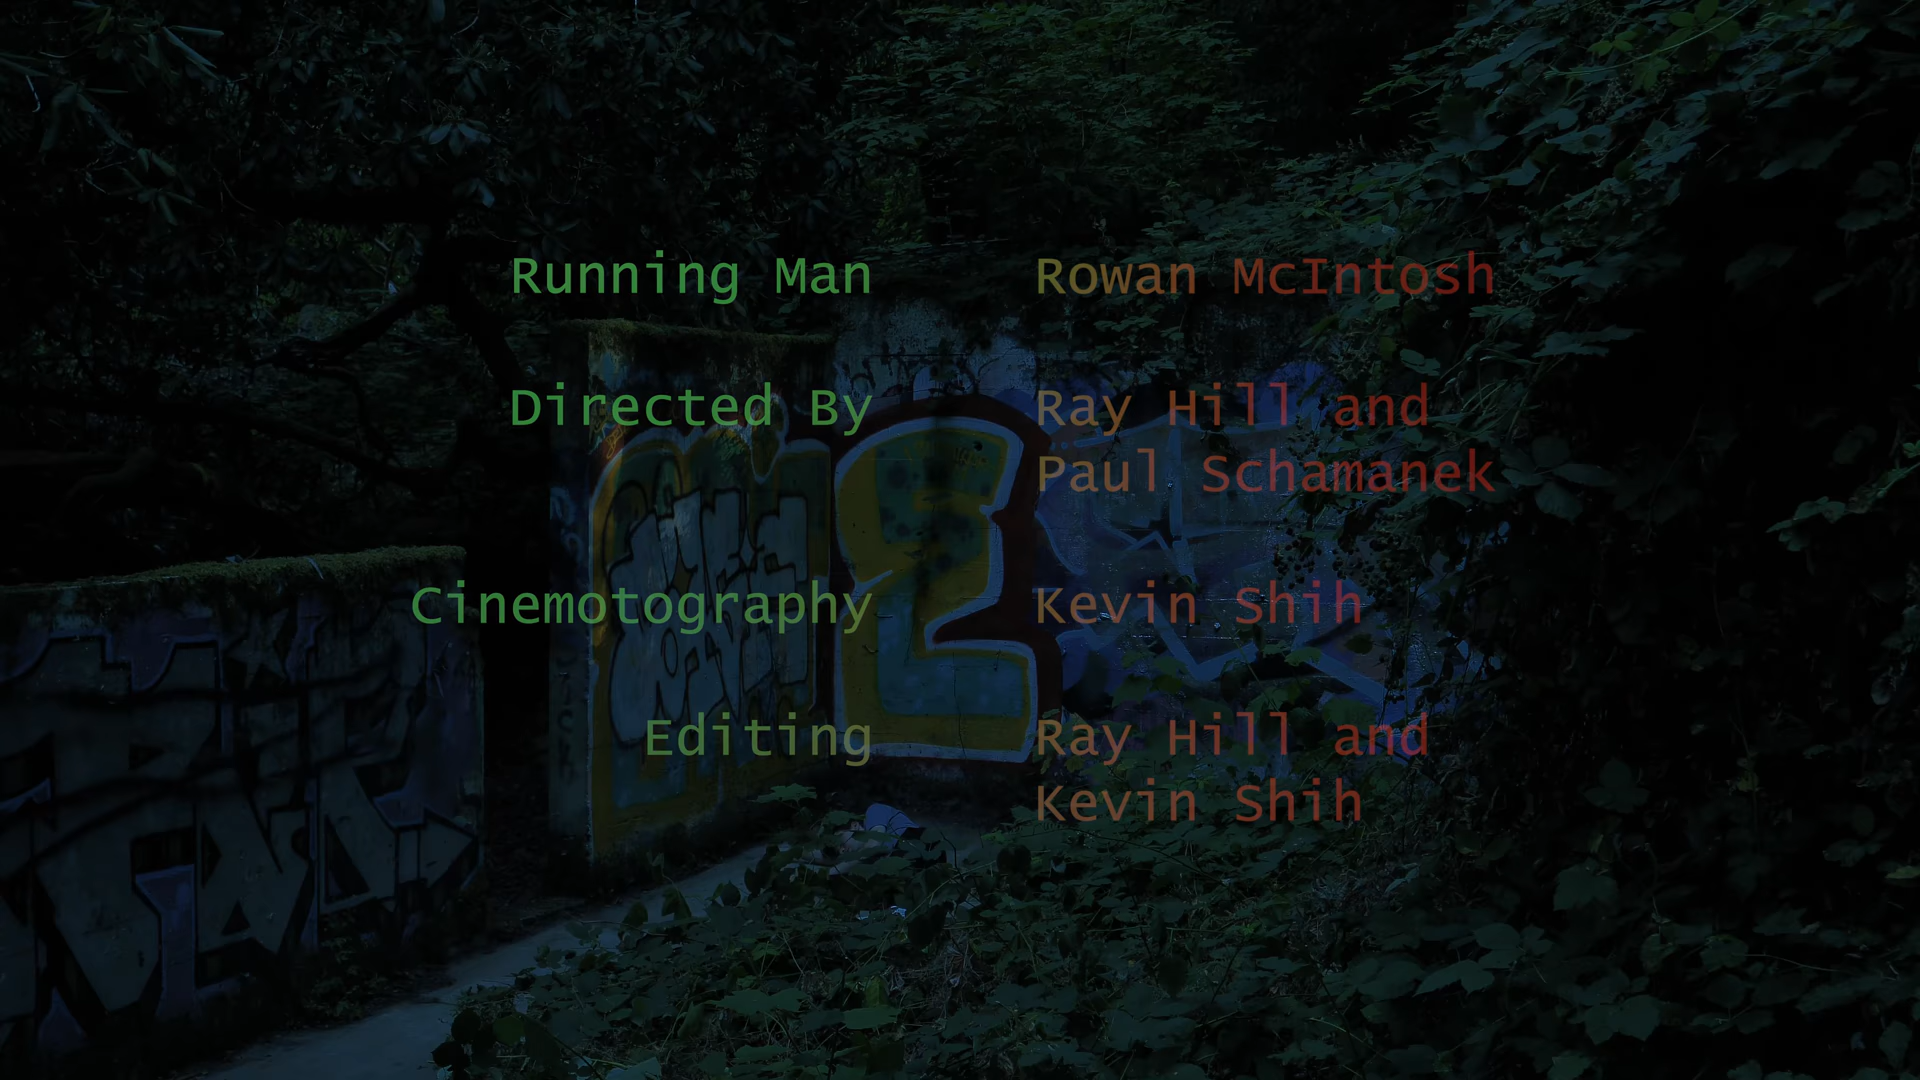 Running Man Rowan McIntosh
Directed By Ray Hill and
Paul Schamanek
Cinemotography Kevin Shih
Editing Ray Hill and
Kevin Shih